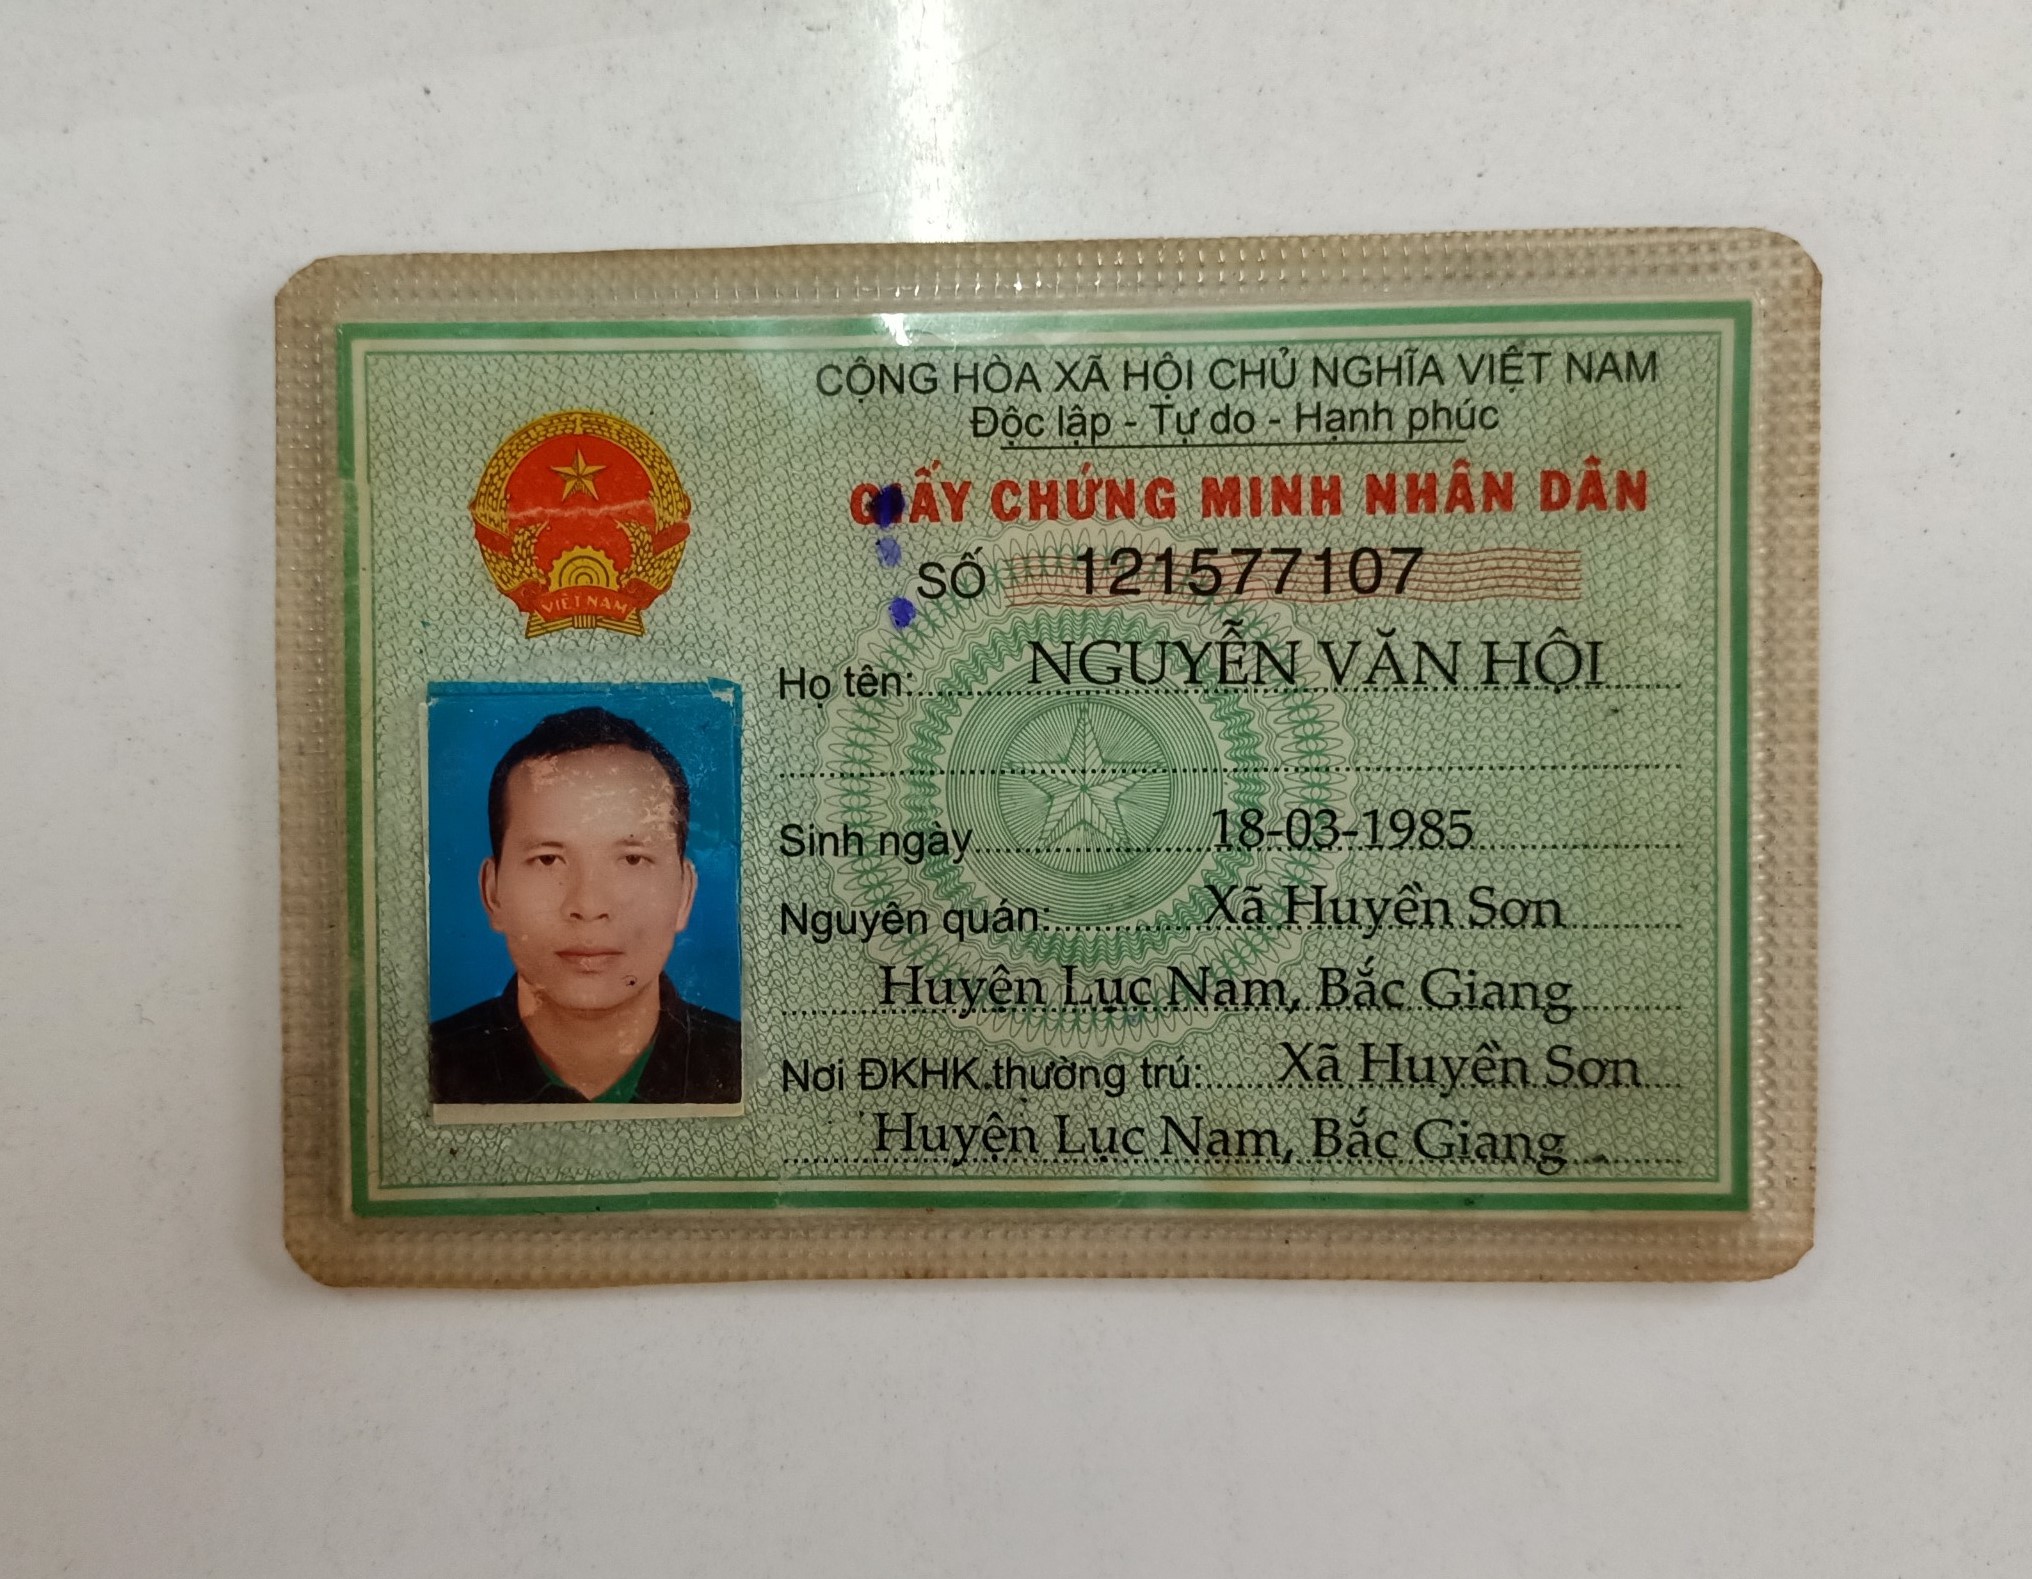 CỘNG HÒA XÃ HỘI CHỦ NGHĨA VIỆT NAM
Độc lập - Tự do - Hạnh phúc
GIẤY CHỨNG MINH NHÂN DÂN
SỐ 121577107
VIỆT NAM
Họ tên: NGUYỄN VĂN HỘI
Sinh ngày 18-03-1985
Nguyên quán: Xã Huyền Sơn
Huyện Lục Nam, Bắc Giang
Nơi ĐKHK thường trú: Xã Huyền Sơn
Huyện Lục Nam, Bắc Giang